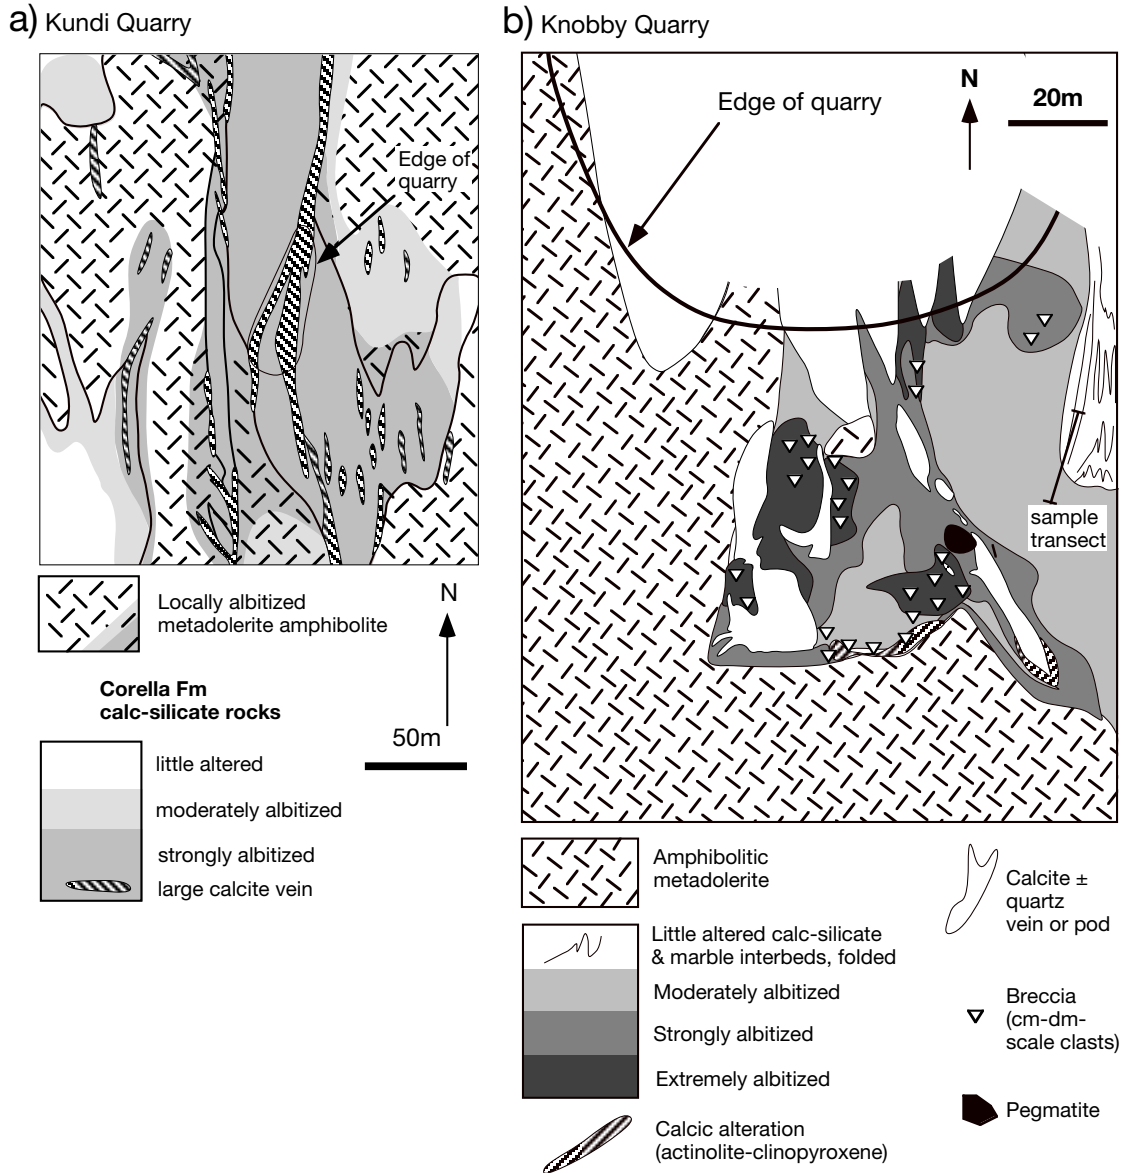 a) Kundi Quarry
Edge of
quarry
Locally albitized
metadolerite amphibolite
N
50m
Corella Fm
calc-silicate rocks
little altered
moderately albitized
strongly albitized
large calcite vein
b) Knobby Quarry
Edge of quarry
N
20m
sample
transect
Amphibolitic
metadolerite
Little altered calc-silicate
& marble interbeds, folded
Moderately albitized
Strongly albitized
Extremely albitized
Calcic alteration
(actinolite-clinopyroxene)
Calcite ±
quartz
vein or pod
Breccia
(cm-dm-
scale clasts)
Pegmatite